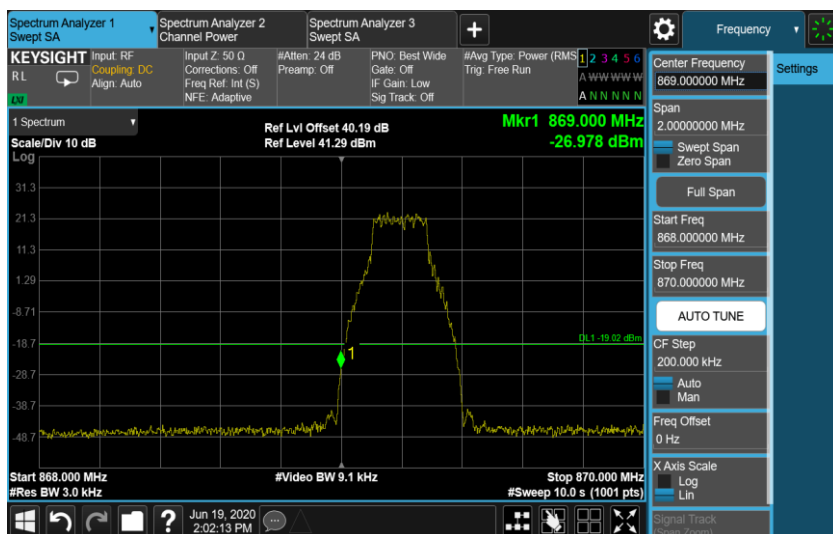 Spectrum Analyzer 1
Swept SA
Spectrum Analyzer 2
Channel Power
Spectrum Analyzer 3
Swept SA
+
Frequency
KEYSIGHT
RL
LXI
Input: RF
Coupling: DC
Align: Auto
Input Z: 50 Ω
Corrections: Off
Freq Ref: Int (S)
NFE: Adaptive
#Atten: 24 dB
Preamp: Off
PNO: Best Wide
Gate: Off
IF Gain: Low
Sig Track: Off
#Avg Type: Power (RMS
Trig: Free Run
1 2 3 4 5 6
A W W W W W
A N N N N N
1 Spectrum
Scale/Div 10 dB
Log
Ref Lvl Offset 40.19 dB
Ref Level 41.29 dBm
Mkr1 869.000 MHz
-26.978 dBm
31.3
21.3
11.3
1.29
-8.71
-18.7
-28.7
-38.7
-48.7
DL1 -19.02 dBm
1
Start 868.000 MHz
#Res BW 3.0 kHz
#Video BW 9.1 kHz
Stop 870.000 MHz
#Sweep 10.0 s (1001 pts)
Center Frequency
869.000000 MHz
Settings
Span
2.00000000 MHz
Swept Span
Zero Span
Full Span
Start Freq
868.000000 MHz
Stop Freq
870.000000 MHz
AUTO TUNE
CF Step
200.000 kHz
Auto
Man
Freq Offset
0 Hz
X Axis Scale
Log
Lin
Signal Track
(Span Zoom)
?
Jun 19, 2020
2:02:13 PM